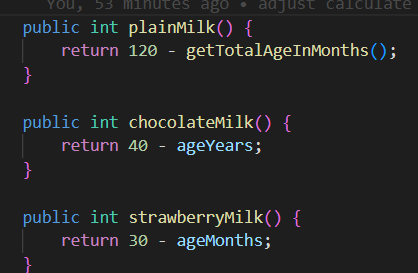 You, 53 minutes ago • adjust calculate
public int plainMilk() {
return 120 - getTotalAgeInMonths();
}
public int chocolateMilk() {
return 40 - ageYears;
}
public int strawberryMilk() {
return 30 - ageMonths;
}